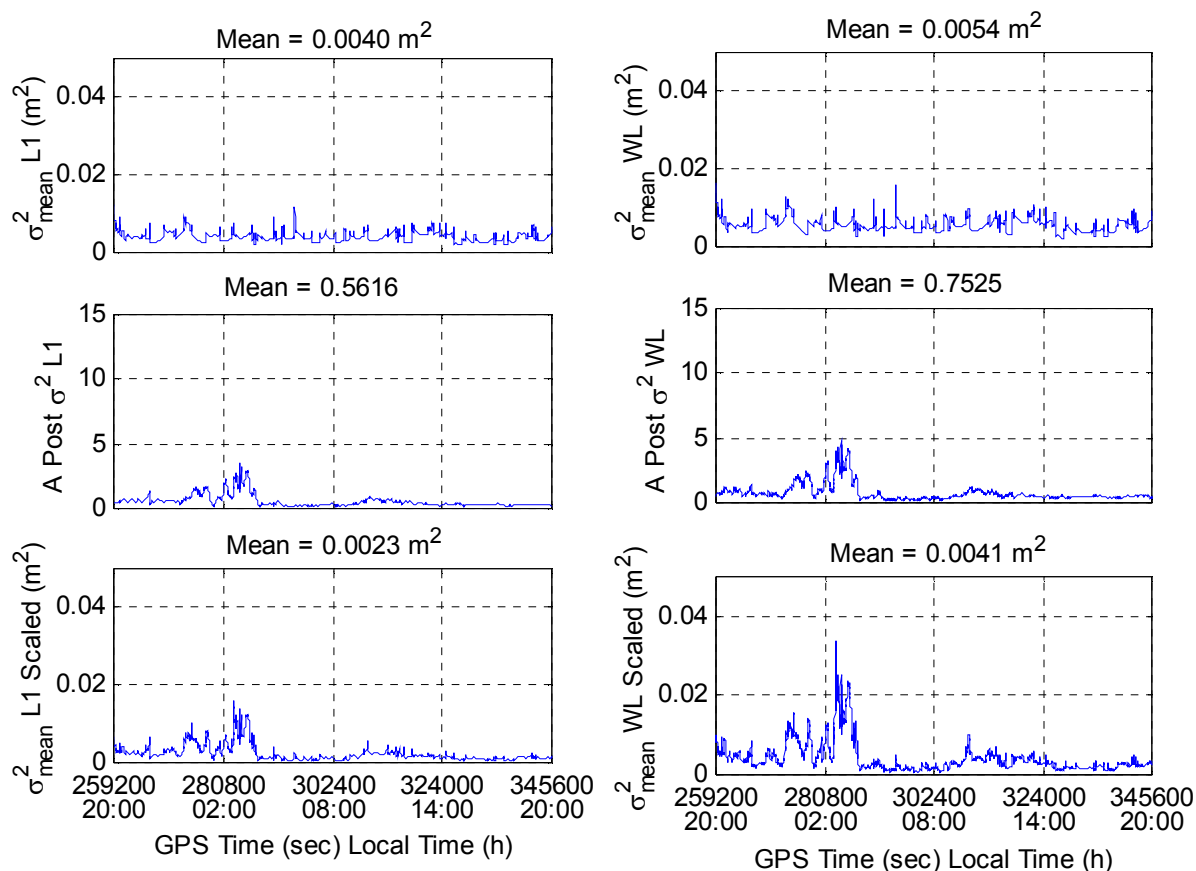 Mean = 0.0040 m²
σ²mean L1 (m²)
0.04
0.02
0
Mean = 0.5616
A Post σ² L1
15
10
5
0
Mean = 0.0023 m²
σ²mean L1 Scaled (m²)
0.04
0.02
0
259200 280800 302400 324000 345600
20:00 02:00 08:00 14:00 20:00
GPS Time (sec) Local Time (h)
Mean = 0.0054 m²
σ²mean WL (m²)
0.04
0.02
0
Mean = 0.7525
A Post σ² WL
15
10
5
0
Mean = 0.0041 m²
σ²mean WL Scaled (m²)
0.04
0.02
0
259200 280800 302400 324000 345600
20:00 02:00 08:00 14:00 20:00
GPS Time (sec) Local Time (h)